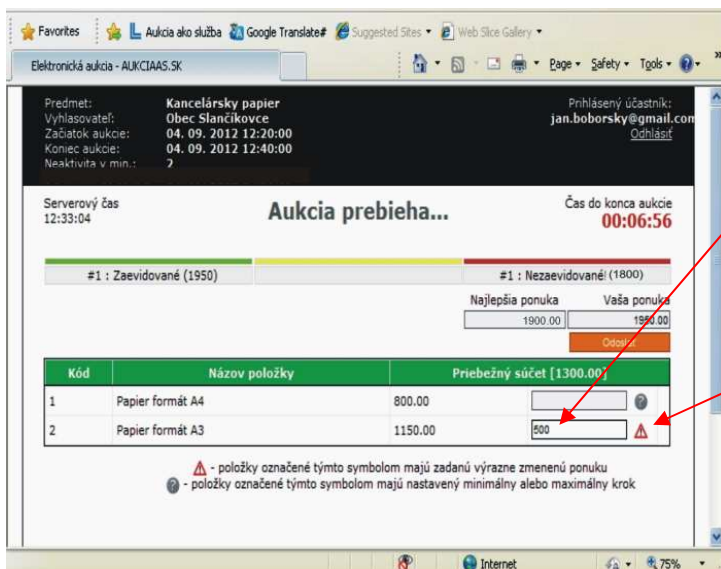 Favorites Aukcia ako služba Google Translate# Suggested Sites Web Slice Gallery
Elektronická aukcia - AUKCIAAS.SK Page Safety Tools
Predmet: Kancelársky papier
Vyhlasovateľ: Obec Slančíkovce
Začiatok aukcie: 04. 09. 2012 12:20:00
Koniec aukcie: 04. 09. 2012 12:40:00
Neaktivita v min.: 2
Prihlásený účastník:
jan.boborsky@gmail.com
Odhlásiť
Serverový čas
12:33:04
Aukcia prebieha...
Čas do konca aukcie
00:06:56
#1 : Zaevidované (1950) #1 : Nezaevidované! (1800)
Najlepšia ponuka Vaša ponuka
1900.00 1950.00
Odoslať
Kód Názov položky Priebežný súčet [1300.00]
1 Papier formát A4 800.00
2 Papier formát A3 1150.00 500
- položky označené týmto symbolom majú zadanú výrazne zmenenú ponuku
- položky označené týmto symbolom majú nastavený minimálny alebo maximálny krok
Internet 75%